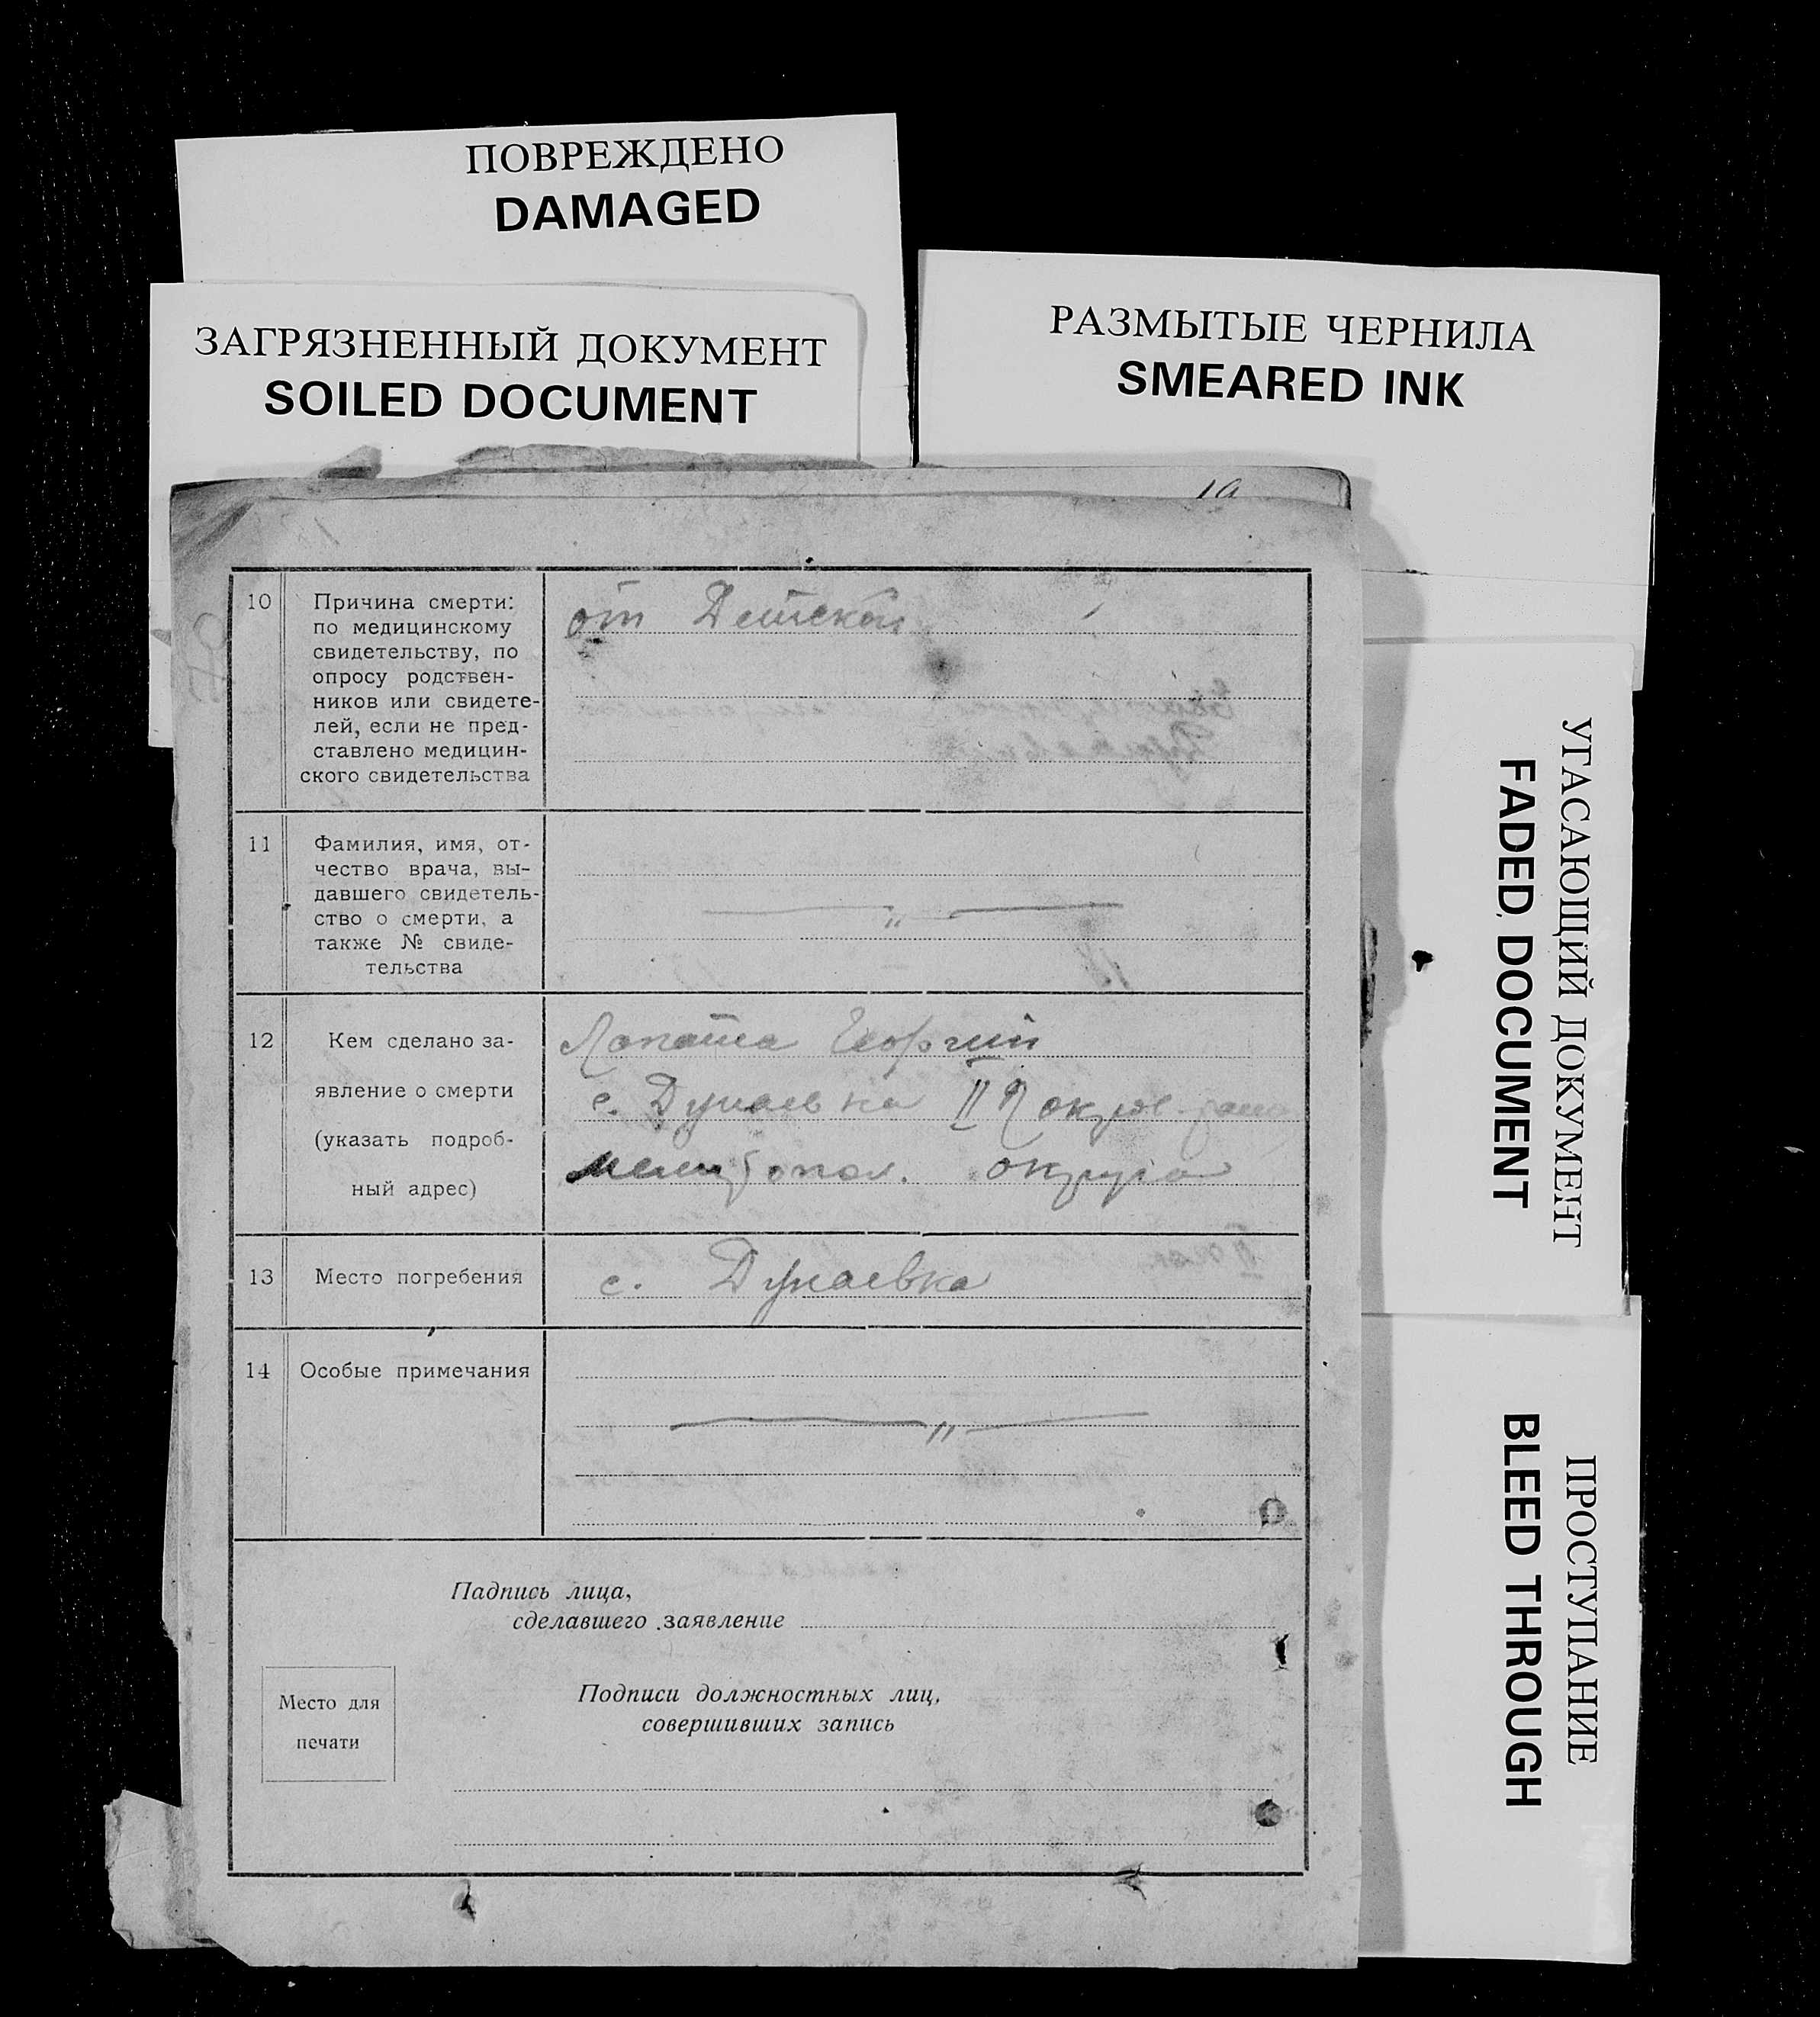 ПОВРЕЖДЕНО
DAMAGED
ЗАГРЯЗНЕННЫЙ ДОКУМЕНТ
SOILED DOCUMENT
РАЗМЫТЫЕ ЧЕРНИЛА
SMEARED INK
УГАСАЮЩИЙ ДОКУМЕНТ
FADED DOCUMENT
ПРОСТУПАНИЕ
BLEED THROUGH
10
Причина смерти:
по медицинскому
свидетельству, по
опросу родствен-
ников или свидете-
лей, если не пред-
ставлено медицин-
ского свидетельства
от Детской
11
Фамилия, имя, от-
чество врача, вы-
давшего свидетель-
ство о смерти, а
также № свиде-
тельства
— „ —
12
Кем сделано за-
явление о смерти
(указать подроб-
ный адрес)
Лопата Георгий
с. Дунаевка II
округа
13
Место погребения
с. Дунаевка
14
Особые примечания
— „ —
Падпись лица,
сделавшего заявление
Место для
печати
Подписи должностных лиц,
совершивших запись